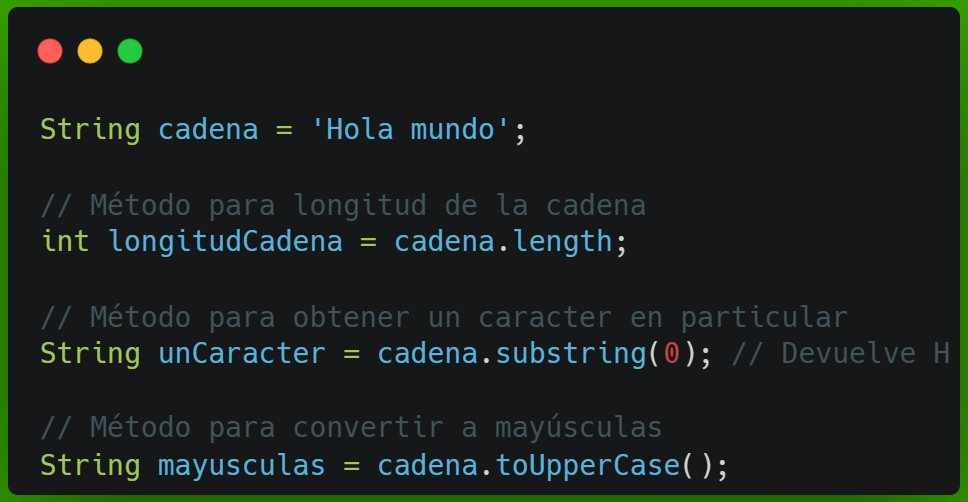 String cadena = 'Hola mundo';
// Método para longitud de la cadena
int longitudCadena = cadena.length;
// Método para obtener un caracter en particular
String unCaracter = cadena.substring(0); // Devuelve H
// Método para convertir a mayúsculas
String mayusculas = cadena.toUpperCase();